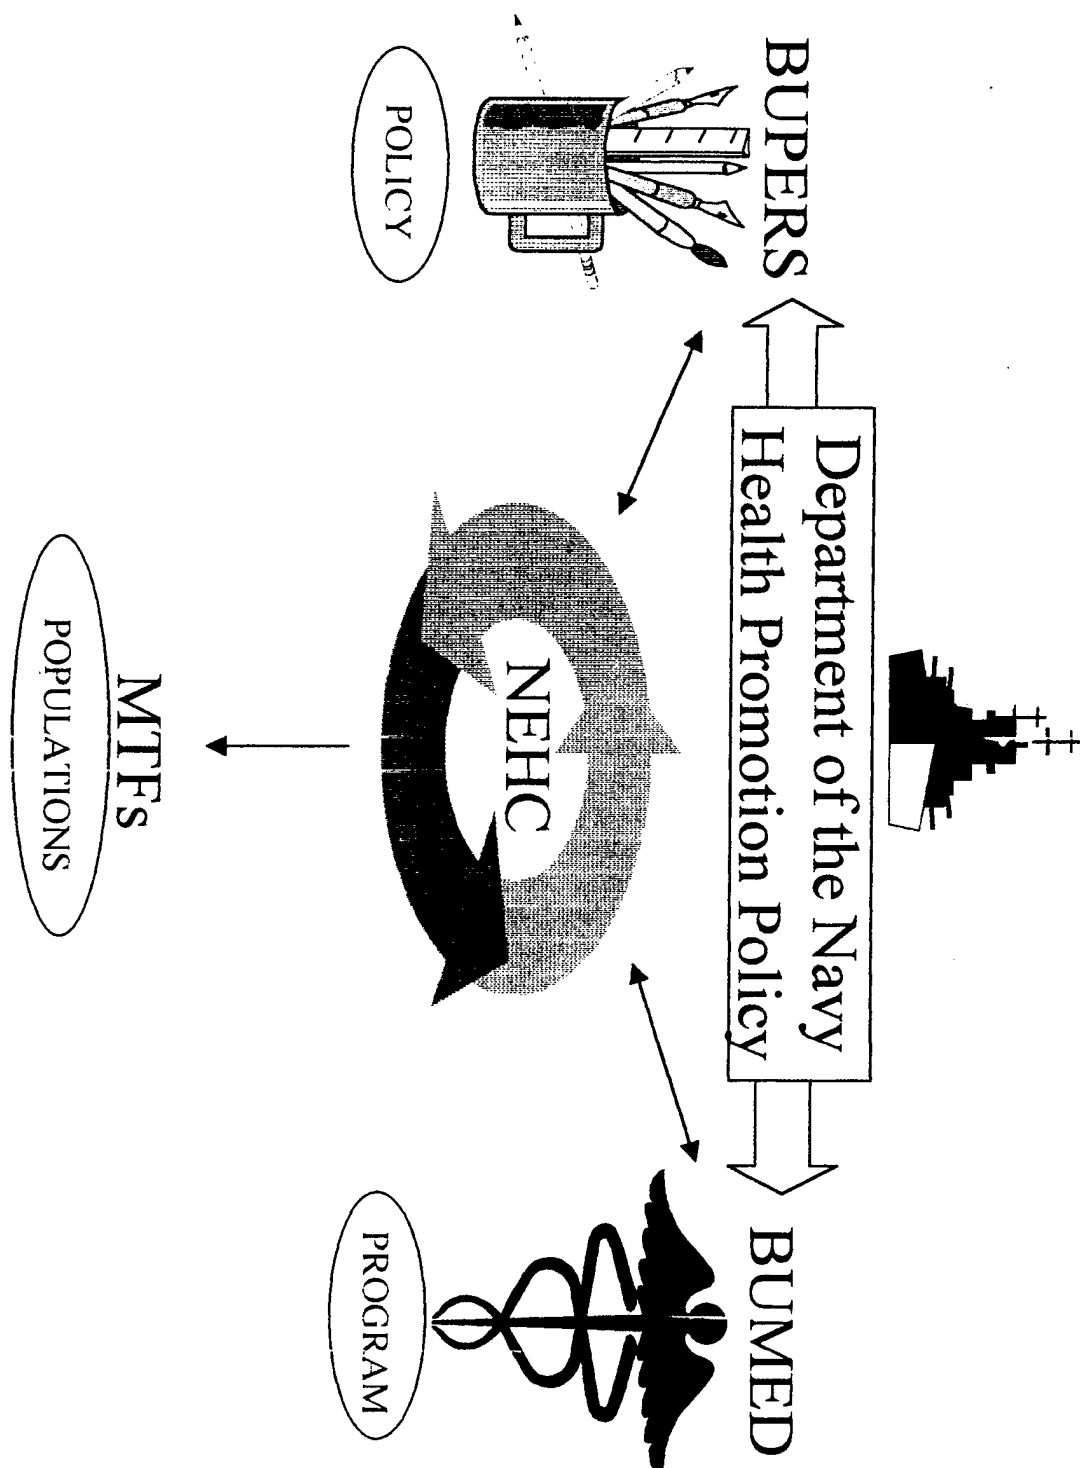 Department of the Navy
Health Promotion Policy
BUPERS
BUMED
POLICY
NEHC
PROGRAM
MTFs
POPULATIONS